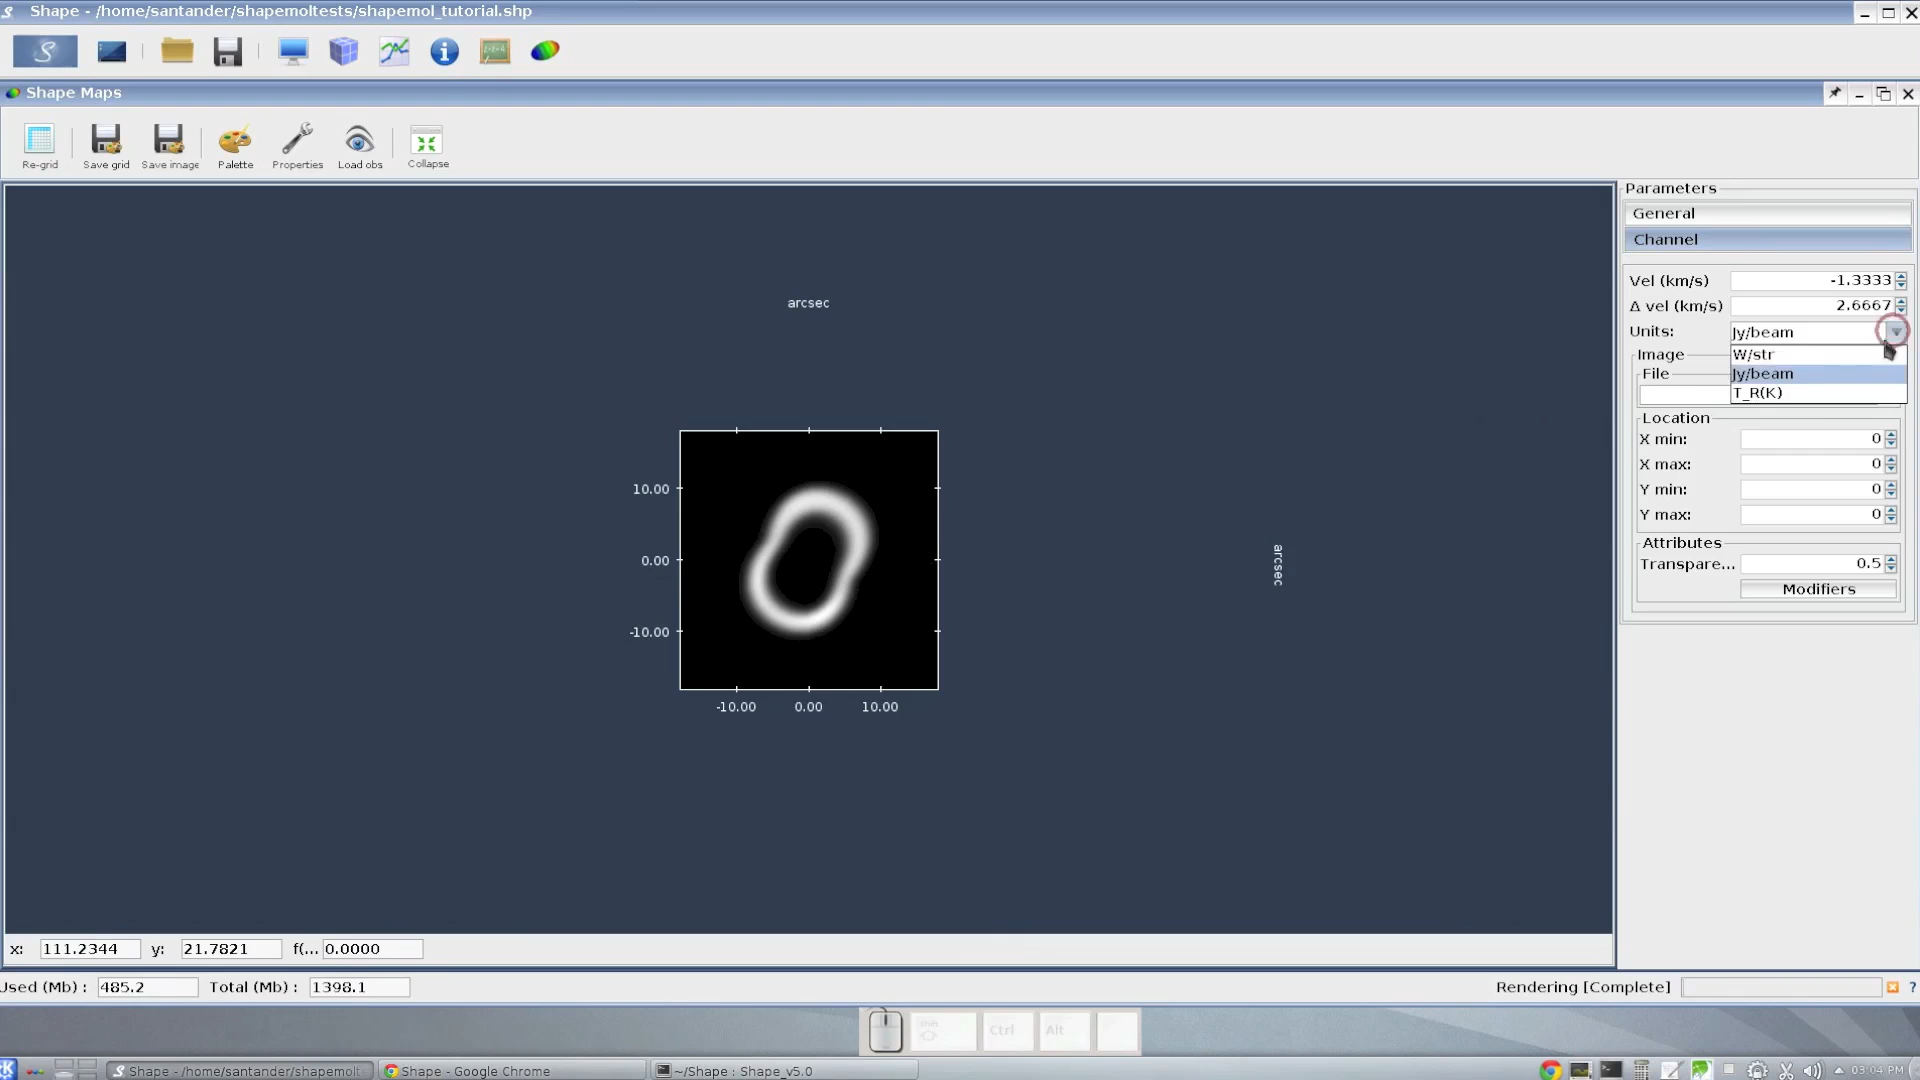 Shape - /home/santander/shapemoltests/shapemol_tutorial.shp
Shape Maps
Re-grid
Save grid
Save image
Palette
Properties
Load obs
Collapse
Parameters
General
Channel
Vel (km/s)
-1.3333
Δ vel (km/s)
2.6667
Units:
Jy/beam
Image
W/str
File
Jy/beam
T_R(K)
Location
X min:
0
X max:
0
Y min:
0
Y max:
0
Attributes
Transpare...
0.5
Modifiers
arcsec
arcsec
10.00
0.00
-10.00
-10.00
0.00
10.00
x:
111.2344
y:
21.7821
f(...
0.0000
Used (Mb) :
485.2
Total (Mb) :
1398.1
Rendering [Complete]
?
Ctrl
Alt
Shape - /home/santander/shapemolt
Shape - Google Chrome
~/Shape : Shape_v5.0
03:04 PM